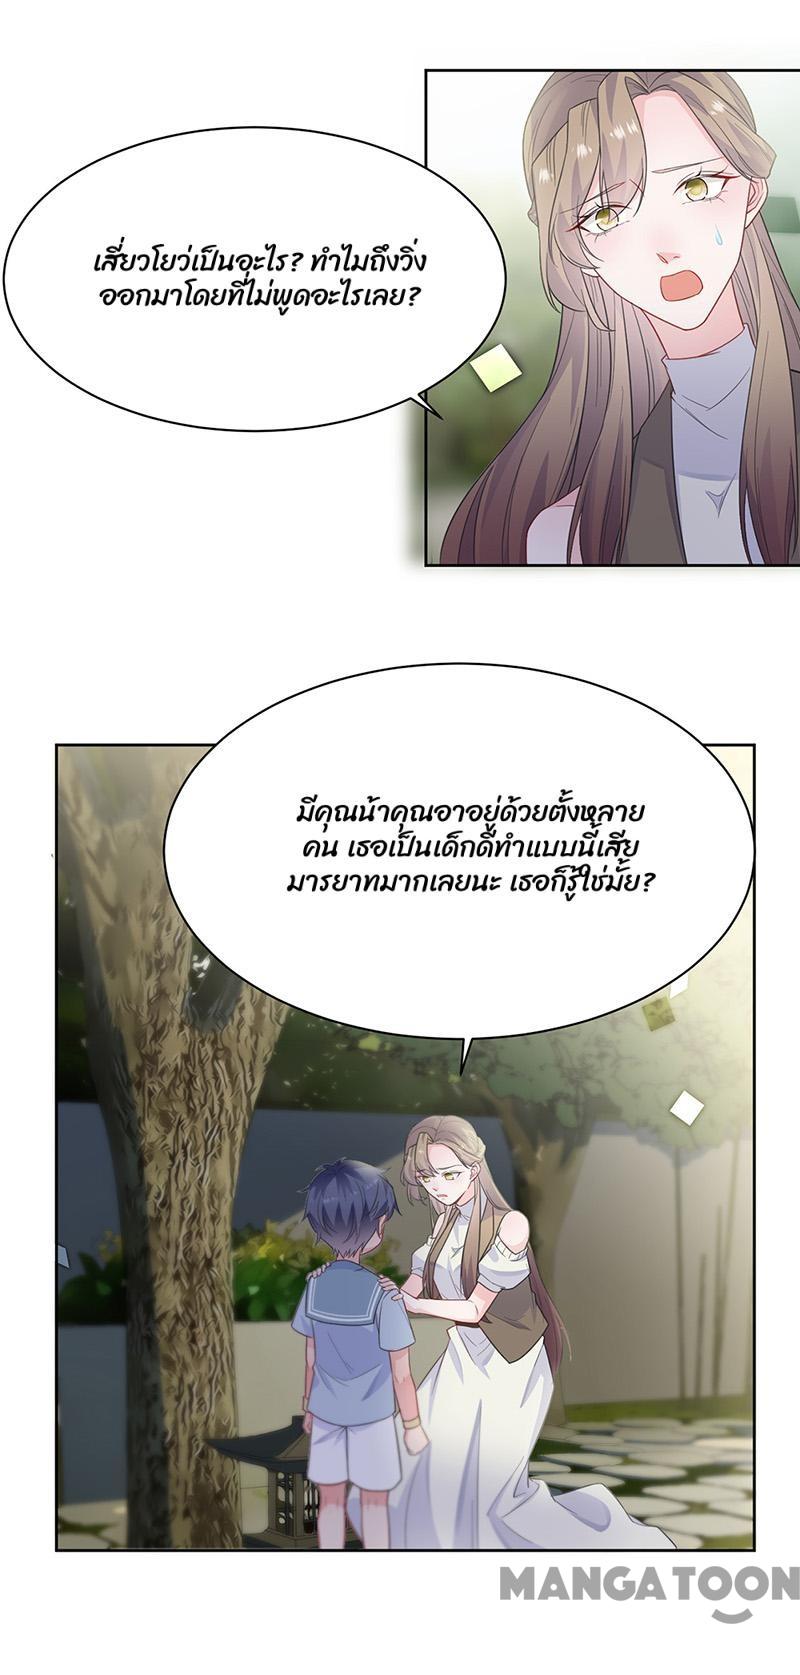 เสี่ยวโยว่เป็นอะไร? ทำไมถึงวิ่ง
ออกมาโดยที่ไม่พูดอะไรเลย?
มีคุณน้าคุณอาอยู่ด้วยตั้งหลาย
คน เธอเป็นเด็กดีทำแบบนี้เสีย
มารยาทมากเลยนะ เธอก็รู้ใช่มั้ย?
MANGATOON